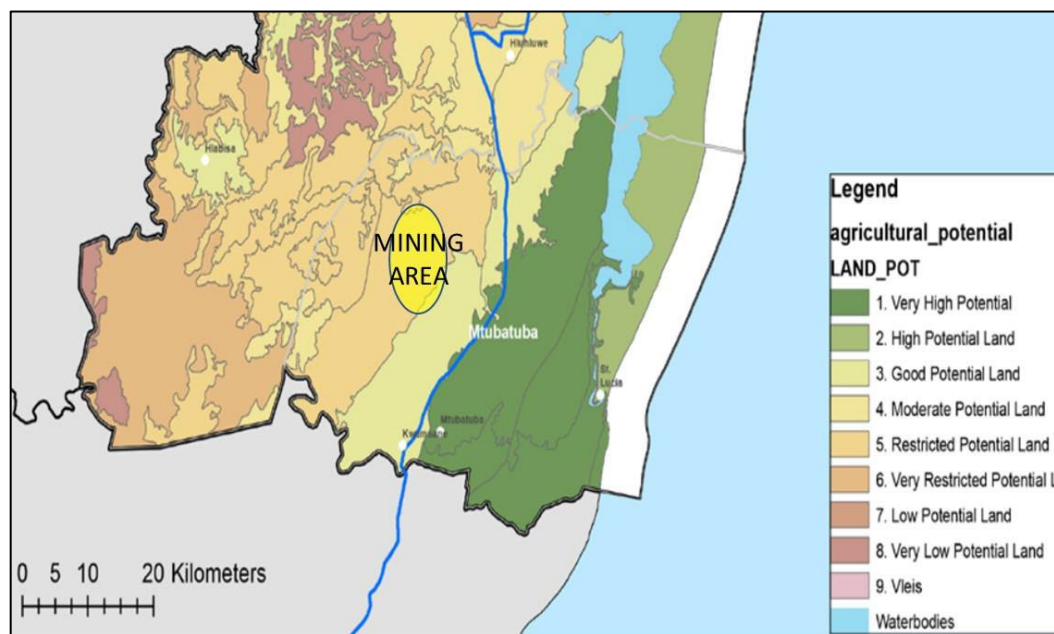 Hluhluwe
Hlabisa
MINING
AREA
Mtubatuba
St.
Lucia
Mtubatuba
0 5 10 20 Kilometers
Legend
agricultural_potential
LAND_POT
1. Very High Potential
2. High Potential Land
3. Good Potential Land
4. Moderate Potential Land
5. Restricted Potential Land
6. Very Restricted Potential L
7. Low Potential Land
8. Very Low Potential Land
9. Vleis
Waterbodies